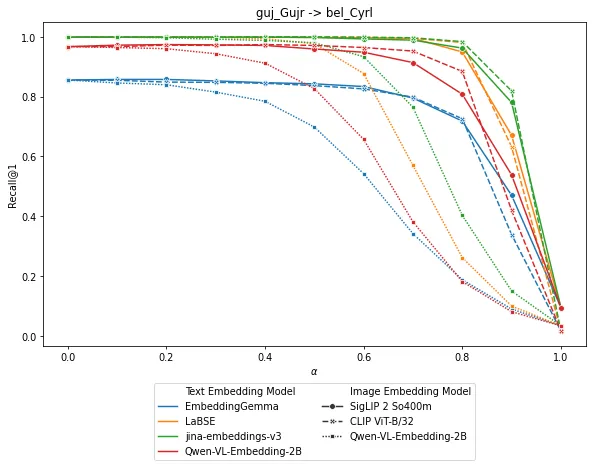 guj_Gujr -> bel_Cyrl
1.0
0.8
0.6
0.4
0.2
0.0
Recall@1
0.0 0.2 0.4 0.6 0.8 1.0
α
Text Embedding Model Image Embedding Model
EmbeddingGemma SigLIP 2 So400m
LaBSE CLIP ViT-B/32
jina-embeddings-v3 Qwen-VL-Embedding-2B
Qwen-VL-Embedding-2B